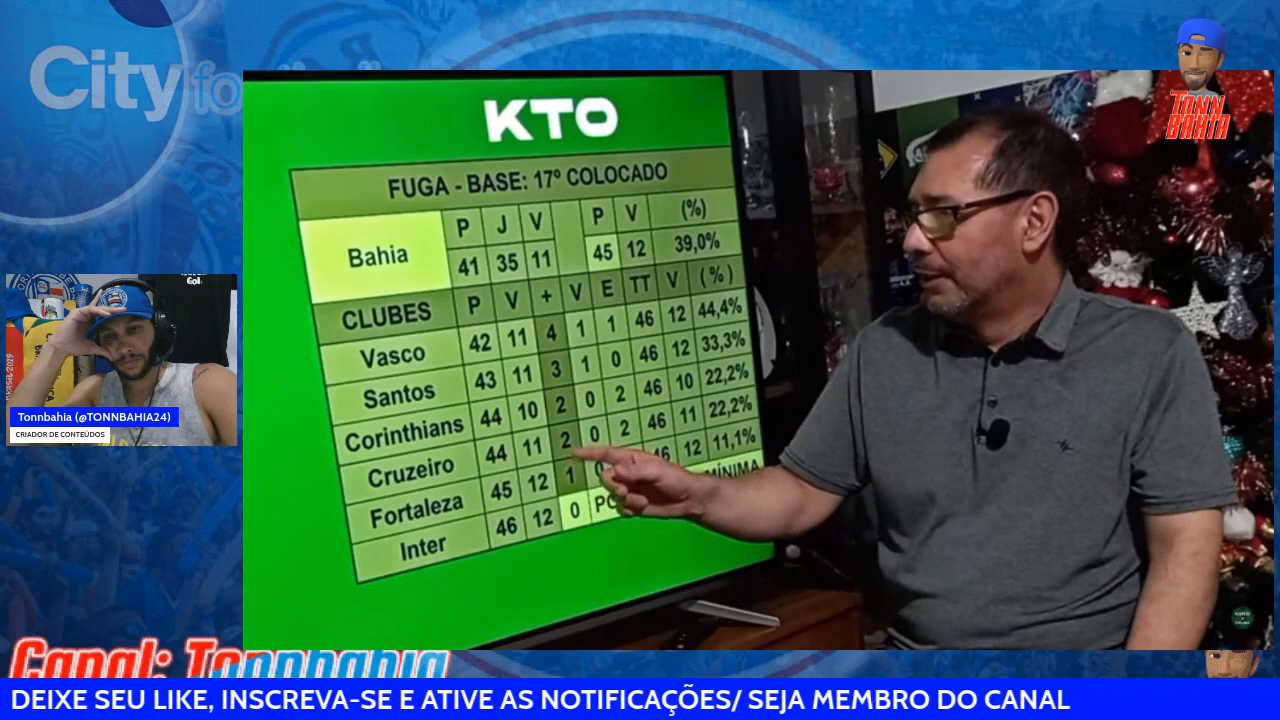 City fo
TONN
BAHIA
KTO
FUGA - BASE: 17º COLOCADO
Bahia P J V P V (%)
41 35 11 45 12 39,0%
CLUBES P V + V E TT V (%)
Vasco 42 11 4 1 1 46 12 44,4%
Santos 43 11 3 1 0 46 12 33,3%
Corinthians 44 10 2 0 2 46 10 22,2%
Cruzeiro 44 11 2 0 2 46 11 22,2%
Fortaleza 45 12 1 0 46 12 11,1%
Inter 46 12 0 MÍNIMA
Tonnbahia (@TONNBAHIA24)
CRIADOR DE CONTEÚDOS
Canal: Tonnbahia
DEIXE SEU LIKE, INSCREVA-SE E ATIVE AS NOTIFICAÇÕES/ SEJA MEMBRO DO CANAL